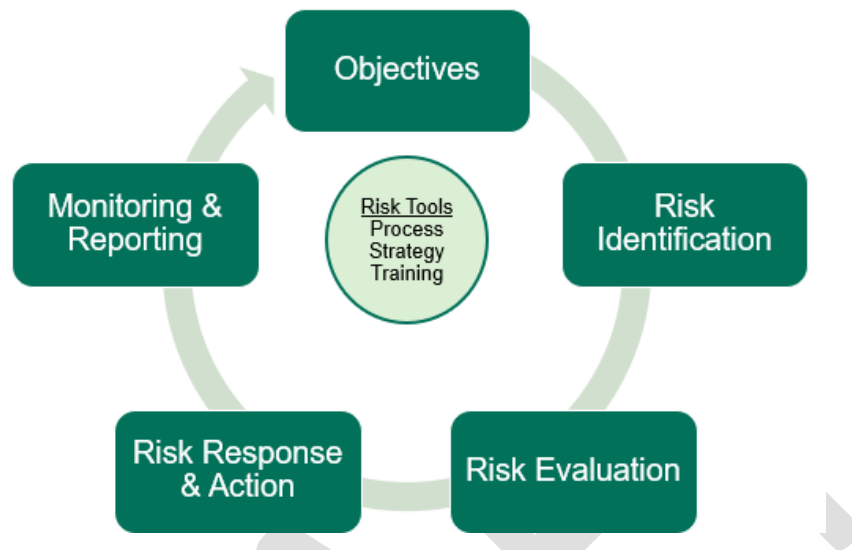 Objectives
Risk
Identification
Risk Evaluation
Risk Response
& Action
Monitoring &
Reporting
Risk Tools
Process
Strategy
Training